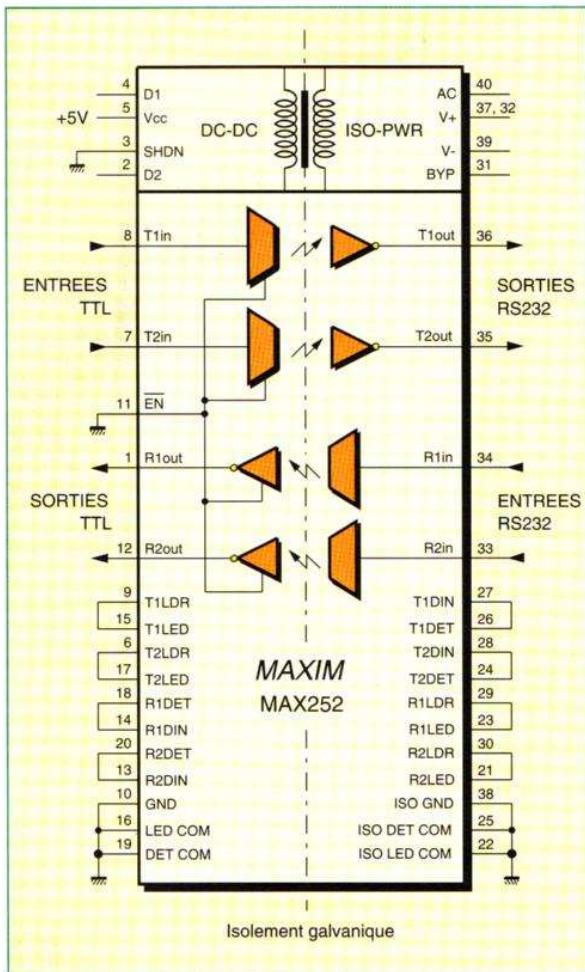 4 D1 AC 40
5 Vcc V+ 37, 32
+5V DC-DC ISO-PWR
3 SHDN V- 39
2 D2 BYP 31
8 T1in T1out 36
ENTREES SORTIES
TTL RS232
7 T2in T2out 35
11 EN
1 R1out R1in 34
SORTIES ENTREES
TTL RS232
12 R2out R2in 33
9 T1LDR T1DIN 27
15 T1LED T1DET 26
6 T2LDR T2DIN 28
17 T2LED T2DET 24
MAXIM
MAX252
18 R1DET R1LDR 29
14 R1DIN R1LED 23
20 R2DET R2LDR 30
13 R2DIN R2LED 21
10 GND ISO GND 38
16 LED COM ISO DET COM 25
19 DET COM ISO LED COM 22
Isolement galvanique